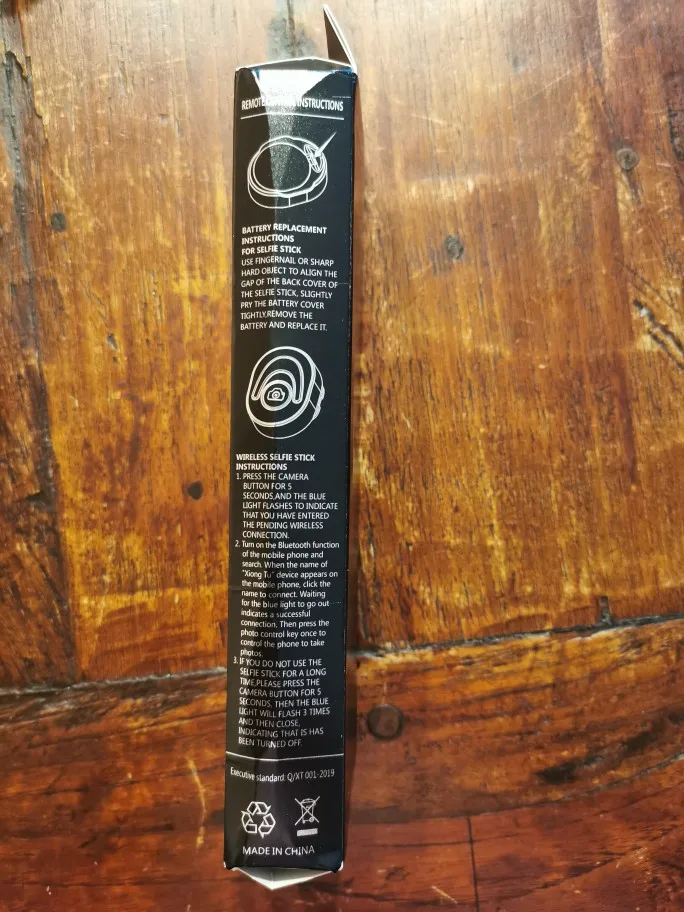 REMOTE CONTROL INSTRUCTIONS
BATTERY REPLACEMENT
INSTRUCTIONS
FOR SELFIE STICK
USE FINGERNAIL OR SHARP
HARD OBJECT TO ALIGN THE
GAP OF THE BACK COVER OF
THE SELFIE STICK, SLIGHTLY
PRY THE BATTERY COVER
TIGHTLY.REMOVE THE
BATTERY AND REPLACE IT.
WIRELESS SELFIE STICK
INSTRUCTIONS
1. PRESS THE CAMERA
BUTTON FOR 5
SECONDS,AND THE BLUE
LIGHT FLASHES TO INDICATE
THAT YOU HAVE ENTERED
THE PENDING WIRELESS
CONNECTION.
2. Turn on the Bluetooth function
of the mobile phone and
search. When the name of
"Xiong Tu" device appears on
the mobile phone, click the
name to connect. Waiting
for the blue light to go out
indicates a successful
connection. Then press the
photo control key once to
control the phone to take
photos.
3. IF YOU DO NOT USE THE
SELFIE STICK FOR A LONG
TIME,PLEASE PRESS THE
CAMERA BUTTON FOR 5
SECONDS, THEN THE BLUE
LIGHT WILL FLASH 3 TIMES
AND THEN CLOSE,
INDICATING THAT IS HAS
BEEN TURNED OFF.
Executive standard: Q/XT 001-2019
MADE IN CHINA